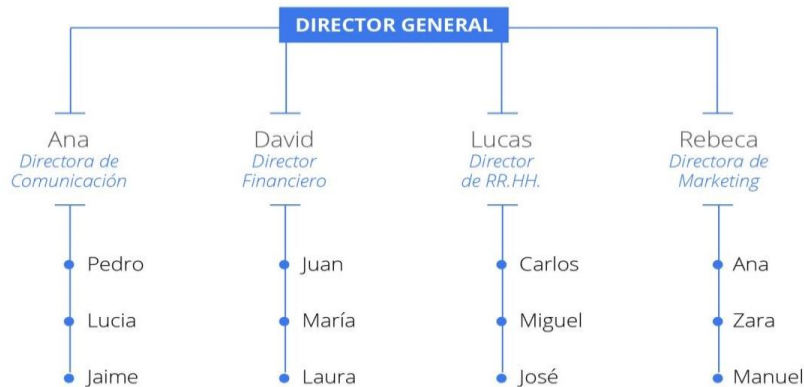 DIRECTOR GENERAL
Ana
Directora de
Comunicación
David
Director
Financiero
Lucas
Director
de RR.HH.
Rebeca
Directora de
Marketing
Pedro
Lucia
Jaime
Juan
María
Laura
Carlos
Miguel
José
Ana
Zara
Manuel